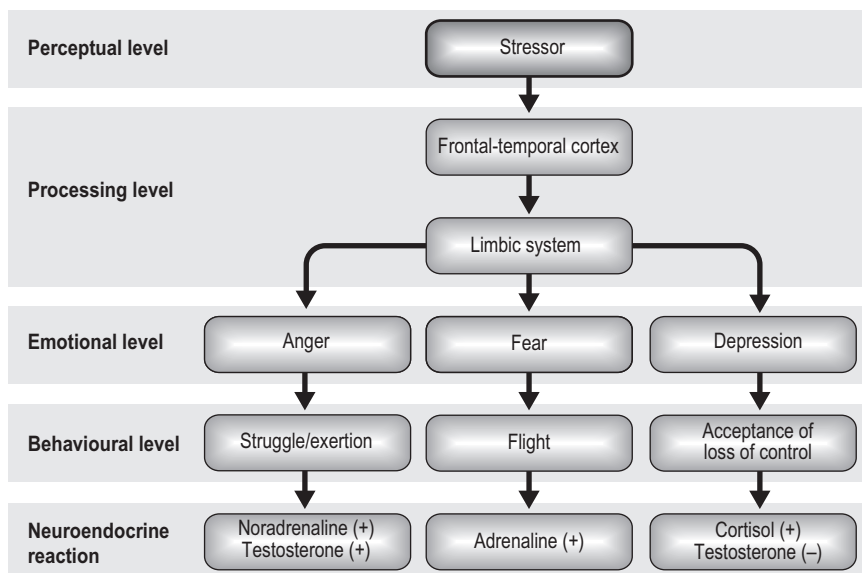 Perceptual level
Stressor
Processing level
Frontal-temporal cortex
Limbic system
Emotional level
Anger
Fear
Depression
Behavioural level
Struggle/exertion
Flight
Acceptance of
loss of control
Neuroendocrine
reaction
Noradrenaline (+)
Testosterone (+)
Adrenaline (+)
Cortisol (+)
Testosterone (–)